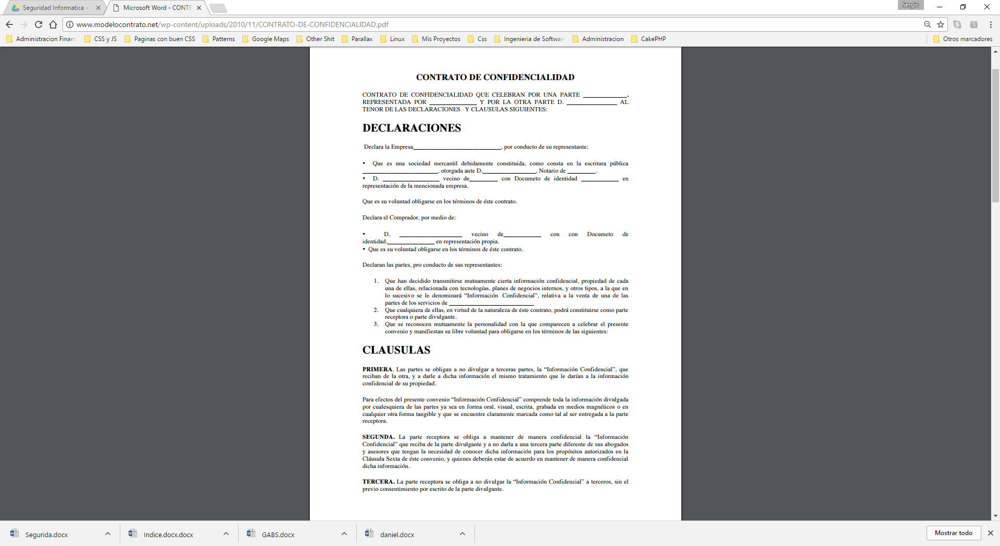 Seguridad Informatica -
Microsoft Word - CONTR
Sergio
www.modelocontrato.net/wp-content/uploads/2010/11/CONTRATO-DE-CONFIDENCIALIDAD.pdf
Administracion Financ
CSS y JS
Paginas con buen CSS
Patterns
Google Maps
Other Shit
Parallax
Linux
Mis Proyectos
Css
Ingenieria de Software
Administracion
CakePHP
Otros marcadores
CONTRATO DE CONFIDENCIALIDAD
CONTRATO DE CONFIDENCIALIDAD QUE CELEBRAN POR UNA PARTE ______________.
REPRESENTADA POR _______________ Y POR LA OTRA PARTE D. ________________ AL
TENOR DE LAS DECLARACIONES Y CLAUSULAS SIGUIENTES:
DECLARACIONES
Declara la Empresa____________________________, por conducto de su representante:
• Que es una sociedad mercantil debidamente constituida, como consta en la escritura pública
________________________, otorgada ante D._________________, Notario de _________.
• D. __________________ vecino de_________ con Documeto de identidad ____________ en
representación de la mencionada empresa.
Que es su voluntad obligarse en los términos de éste contrato.
Declara el Comprador, por medio de:
• D. ____________________ vecino de____________ con con Documeto de
identidad._______________ en representación propia.
• Que es su voluntad obligarse en los términos de éste contrato.
Declaran las partes, pro conducto de sus representantes:
1. Que han decidido transmitirse mutuamente cierta información confidencial, propiedad de cada
una de ellas, relacionada con tecnologías, planes de negocios internos, y otros tipos, a la que en
lo sucesivo se le denominará “Información Confidencial”, relativa a la venta de una de las
partes de los servicios de ___________________________
2. Que cualquiera de ellas, en virtud de la naturaleza de éste contrato, podrá constituirse como parte
receptora o parte divulgante.
3. Que se reconocen mutuamente la personalidad con la que comparecen a celebrar el presente
convenio y manifiestan su libre voluntad para obligarse en los términos de las siguientes:
CLAUSULAS
PRIMERA. Las partes se obligan a no divulgar a terceras partes, la “Información Confidencial”, que
reciban de la otra, y a darle a dicha información el mismo tratamiento que le darían a la información
confidencial de su propiedad.
Para efectos del presente convenio “Información Confidencial” comprende toda la información divulgada
por cualesquiera de las partes ya sea en forma oral, visual, escrita, grabada en medios magnéticos o en
cualquier otra forma tangible y que se encuentre claramente marcada como tal al ser entregada a la parte
receptora.
SEGUNDA. La parte receptora se obliga a mantener de manera confidencial la “Información
Confidencial” que reciba de la parte divulgante y a no darla a una tercera parte diferente de sus abogados
y asesores que tengan la necesidad de conocer dicha información para los propósitos autorizados en la
Cláusula Sexta de éste convenio, y quienes deberán estar de acuerdo en mantener de manera confidencial
dicha información.
TERCERA. La parte receptora se obliga a no divulgar la “Información Confidencial” a terceros, sin el
previo consentimiento por escrito de la parte divulgante.
Segurida.docx
Indice.docx.docx
GABS.docx
daniel.docx
Mostrar todo